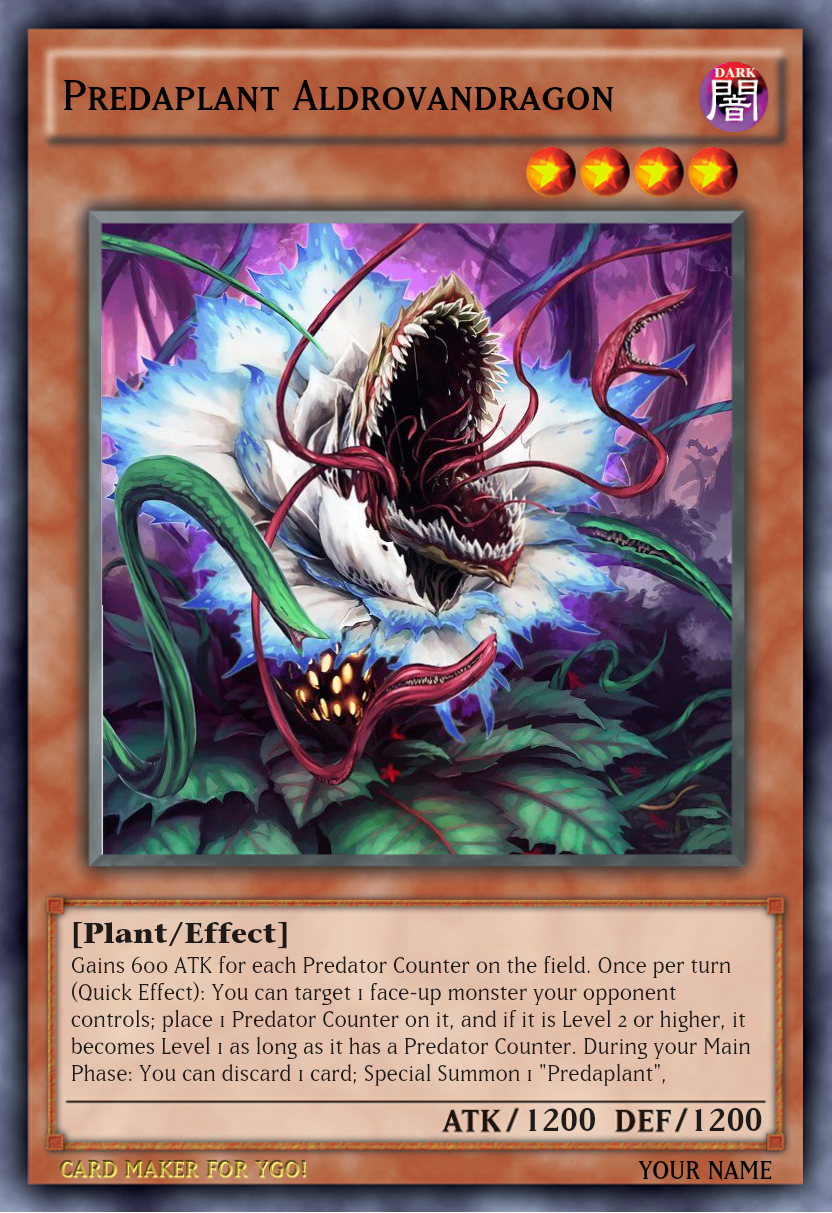 Predaplant Aldrovandragon
DARK
闇
[Plant/Effect]
Gains 600 ATK for each Predator Counter on the field. Once per turn
(Quick Effect): You can target 1 face-up monster your opponent
controls; place 1 Predator Counter on it, and if it is Level 2 or higher, it
becomes Level 1 as long as it has a Predator Counter. During your Main
Phase: You can discard 1 card; Special Summon 1 "Predaplant",
ATK/1200 DEF/1200
CARD MAKER FOR YGO! YOUR NAME